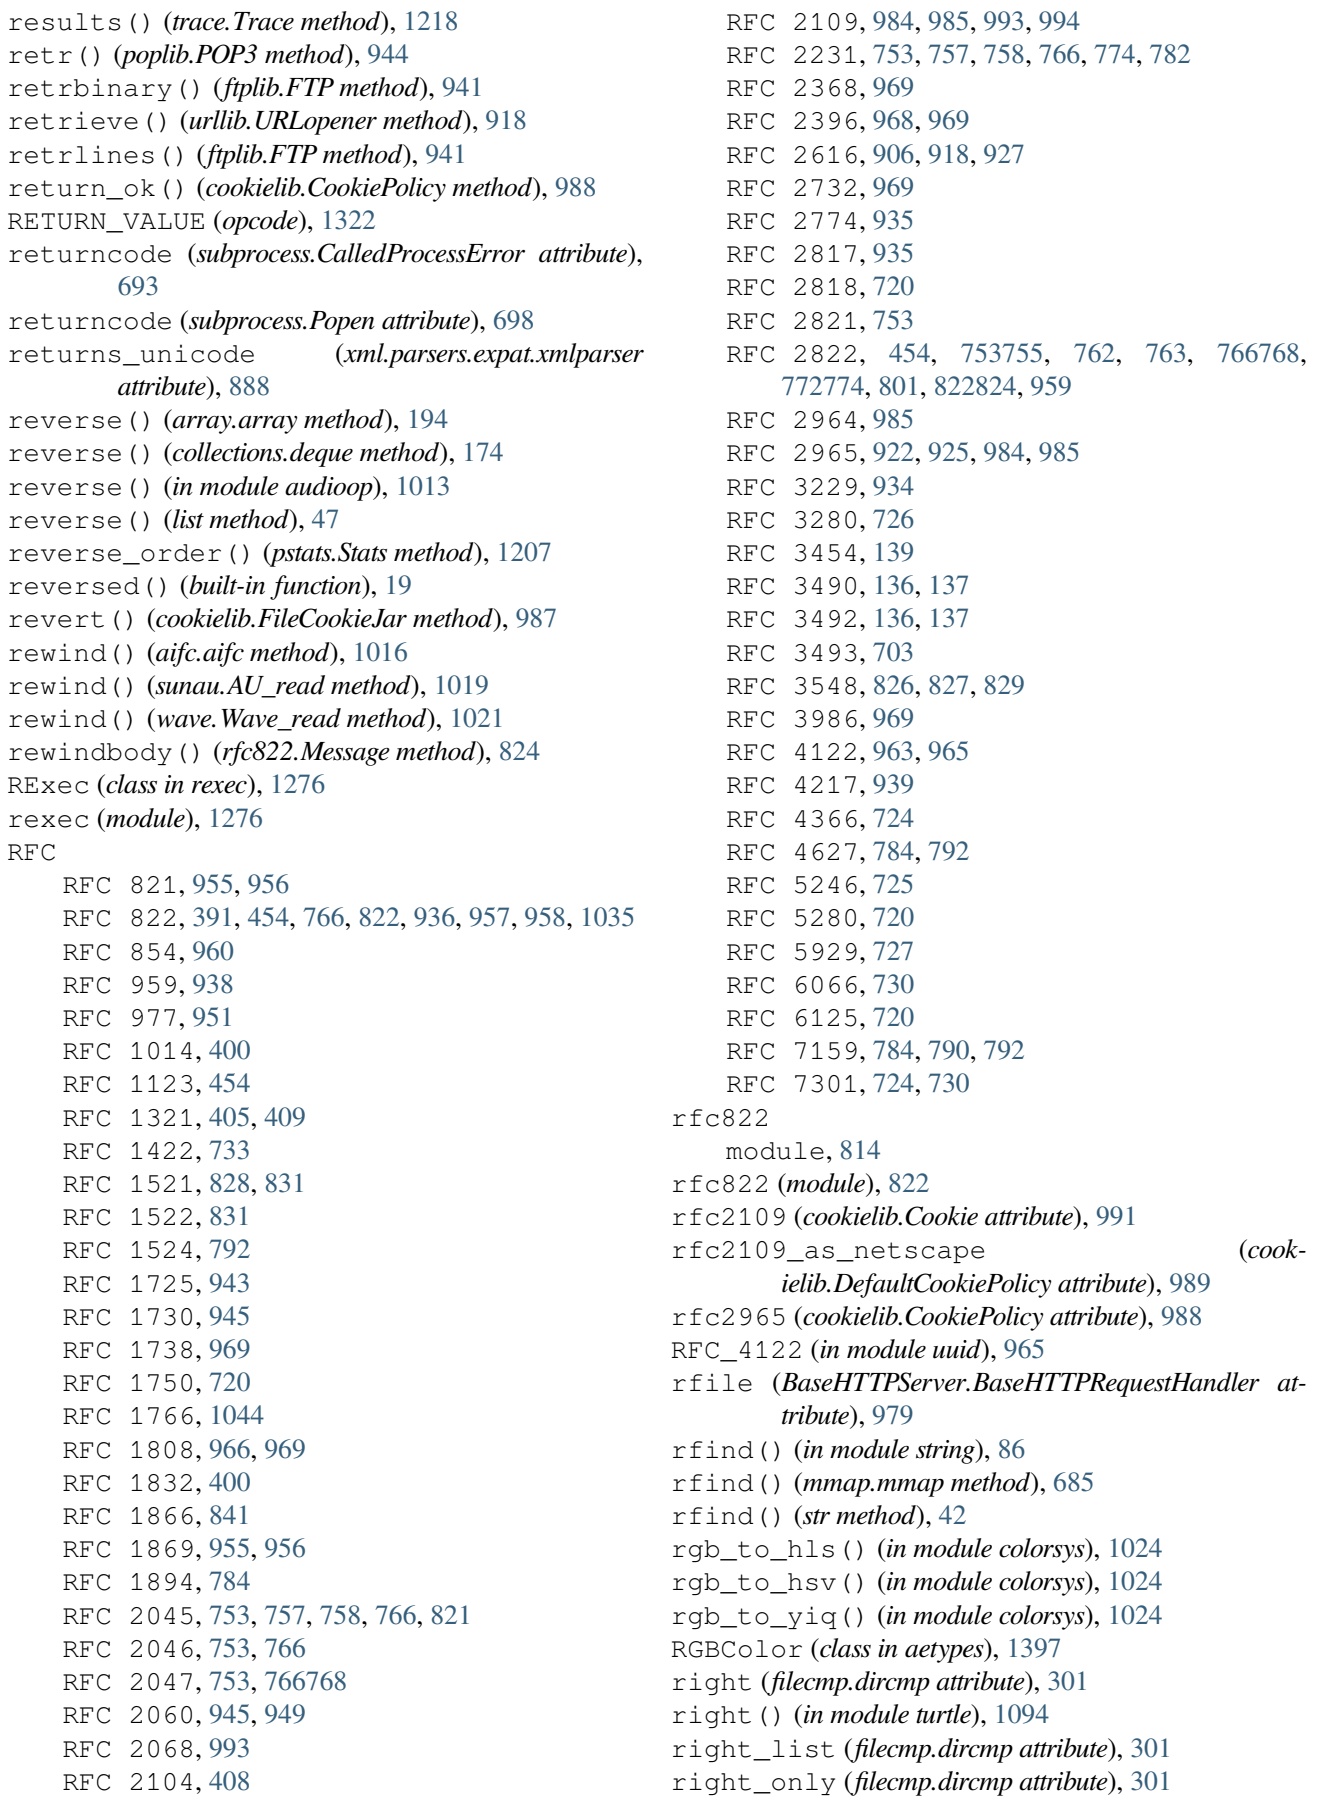 results() (trace.Trace method), 1218
retr() (poplib.POP3 method), 944
retrbinary() (ftplib.FTP method), 941
retrieve() (urllib.URLopener method), 918
retrlines() (ftplib.FTP method), 941
return_ok() (cookielib.CookiePolicy method), 988
RETURN_VALUE (opcode), 1322
returncode (subprocess.CalledProcessError attribute),
693
returncode (subprocess.Popen attribute), 698
returns_unicode (xml.parsers.expat.xmlparser
attribute), 888
reverse() (array.array method), 194
reverse() (collections.deque method), 174
reverse() (in module audioop), 1013
reverse() (list method), 47
reverse_order() (pstats.Stats method), 1207
reversed() (built-in function), 19
revert() (cookielib.FileCookieJar method), 987
rewind() (aifc.aifc method), 1016
rewind() (sunau.AU_read method), 1019
rewind() (wave.Wave_read method), 1021
rewindbody() (rfc822.Message method), 824
RExec (class in rexec), 1276
rexec (module), 1276
RFC
RFC 821, 955, 956
RFC 822, 391, 454, 766, 822, 936, 957, 958, 1035
RFC 854, 960
RFC 959, 938
RFC 977, 951
RFC 1014, 400
RFC 1123, 454
RFC 1321, 405, 409
RFC 1422, 733
RFC 1521, 828, 831
RFC 1522, 831
RFC 1524, 792
RFC 1725, 943
RFC 1730, 945
RFC 1738, 969
RFC 1750, 720
RFC 1766, 1044
RFC 1808, 966, 969
RFC 1832, 400
RFC 1866, 841
RFC 1869, 955, 956
RFC 1894, 784
RFC 2045, 753, 757, 758, 766, 821
RFC 2046, 753, 766
RFC 2047, 753, 766768
RFC 2060, 945, 949
RFC 2068, 993
RFC 2104, 408
RFC 2109, 984, 985, 993, 994
RFC 2231, 753, 757, 758, 766, 774, 782
RFC 2368, 969
RFC 2396, 968, 969
RFC 2616, 906, 918, 927
RFC 2732, 969
RFC 2774, 935
RFC 2817, 935
RFC 2818, 720
RFC 2821, 753
RFC 2822, 454, 753755, 762, 763, 766768,
772774, 801, 822824, 959
RFC 2964, 985
RFC 2965, 922, 925, 984, 985
RFC 3229, 934
RFC 3280, 726
RFC 3454, 139
RFC 3490, 136, 137
RFC 3492, 136, 137
RFC 3493, 703
RFC 3548, 826, 827, 829
RFC 3986, 969
RFC 4122, 963, 965
RFC 4217, 939
RFC 4366, 724
RFC 4627, 784, 792
RFC 5246, 725
RFC 5280, 720
RFC 5929, 727
RFC 6066, 730
RFC 6125, 720
RFC 7159, 784, 790, 792
RFC 7301, 724, 730
rfc822
module, 814
rfc822 (module), 822
rfc2109 (cookielib.Cookie attribute), 991
rfc2109_as_netscape (cook-
ielib.DefaultCookiePolicy attribute), 989
rfc2965 (cookielib.CookiePolicy attribute), 988
RFC_4122 (in module uuid), 965
rfile (BaseHTTPServer.BaseHTTPRequestHandler at-
tribute), 979
rfind() (in module string), 86
rfind() (mmap.mmap method), 685
rfind() (str method), 42
rgb_to_hls() (in module colorsys), 1024
rgb_to_hsv() (in module colorsys), 1024
rgb_to_yiq() (in module colorsys), 1024
RGBColor (class in aetypes), 1397
right (filecmp.dircmp attribute), 301
right() (in module turtle), 1094
right_list (filecmp.dircmp attribute), 301
right_only (filecmp.dircmp attribute), 301